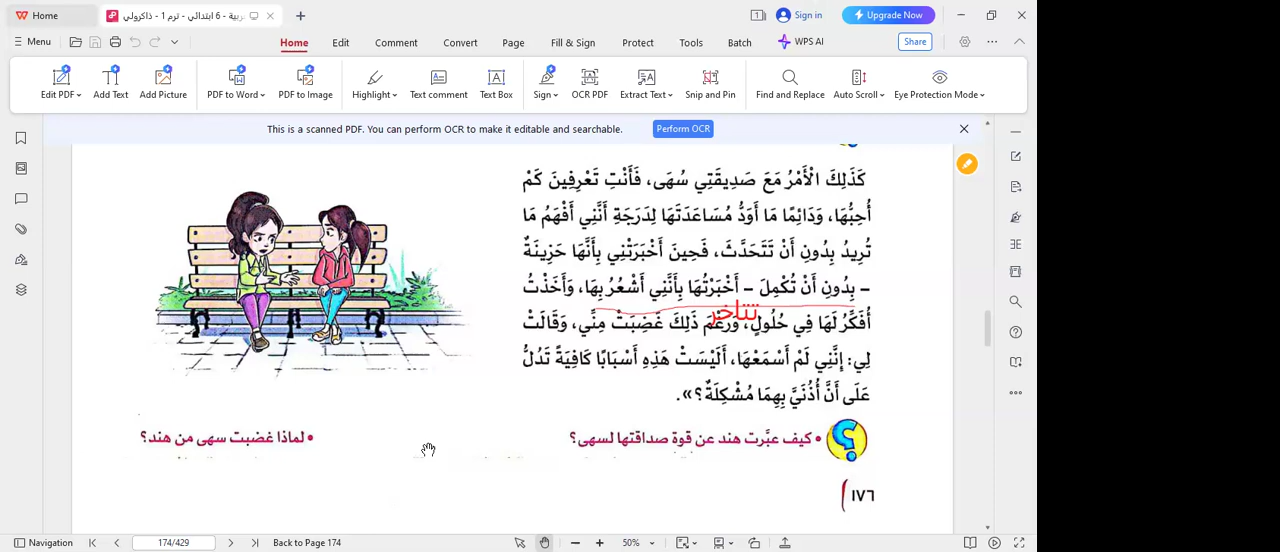 Home
عربية - 6 ابتدائي - ترم 1 - ذاكرولي
1
Sign in
Upgrade Now
Menu
Home
Edit
Comment
Convert
Page
Fill & Sign
Protect
Tools
Batch
WPS AI
Share
Edit PDF
Add Text
Add Picture
PDF to Word
PDF to Image
Highlight
Text comment
Text Box
Sign
OCR PDF
Extract Text
Snip and Pin
Find and Replace
Auto Scroll
Eye Protection Mode
This is a scanned PDF. You can perform OCR to make it editable and searchable.
Perform OCR
كَذَلِكَ الْأَمْرُ مَعَ صَدِيقَتِي سُهَى، فَأَنْتِ تَعْرِفِينَ كَمْ
أُحِبُّهَا، وَدَائِمًا مَا أَوَدُّ مُسَاعَدَتَهَا لِدَرَجَةِ أَنَّنِي أَفْهَمُ مَا
تُرِيدُ بِدُونِ أَنْ تَتَحَدَّثَ، فَحِينَ أَخْبَرَتْنِي بِأَنَّهَا حَزِينَةٌ
– بِدُونِ أَنْ تُكْمِلَ – أَخْبَرْتُهَا بِأَنَّنِي أَشْعُرُ بِهَا، وَأَخَذْتُ
تتاخر
أُفَكِّرُ لَهَا فِي حُلُولٍ، وَرَغْمَ ذَلِكَ غَضِبَتْ مِنِّي، وَقَالَتْ
لِي: إِنَّنِي لَمْ أَسْمَعْهَا، أَلَيْسَتْ هَذِهِ أَسْبَابًا كَافِيَةً تَدُلُّ
عَلَى أَنَّ أُذُنَيَّ بِهِمَا مُشْكِلَةٌ؟».
؟
• كيف عبَّرت هند عن قوة صداقتها لسهى؟
• لماذا غضبت سهى من هند؟
١٧٦
Navigation
174/429
Back to Page 174
50%